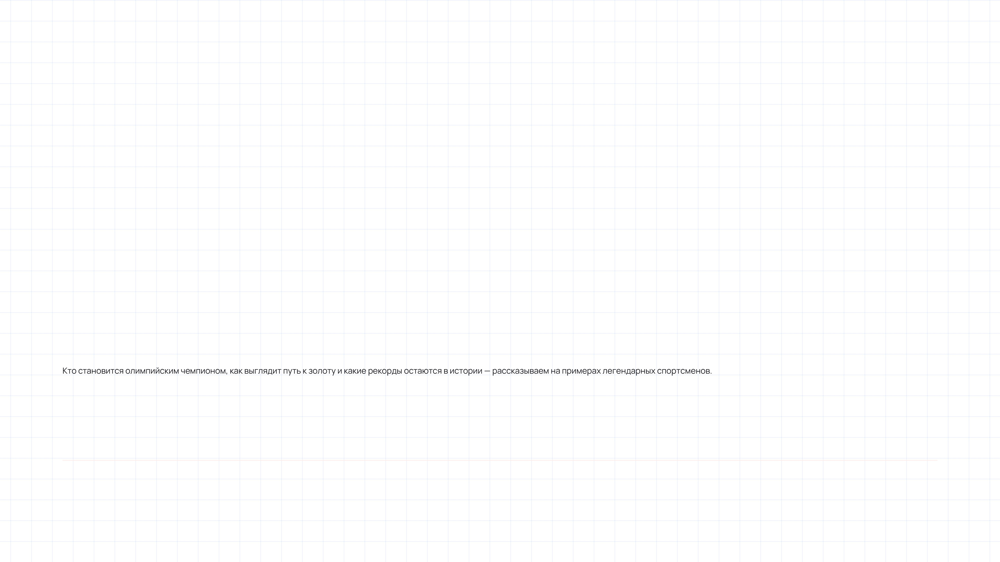 Кто становится олимпийским чемпионом, как выглядит путь к золоту и какие рекорды остаются в истории — рассказываем на примерах легендарных спортсменов.